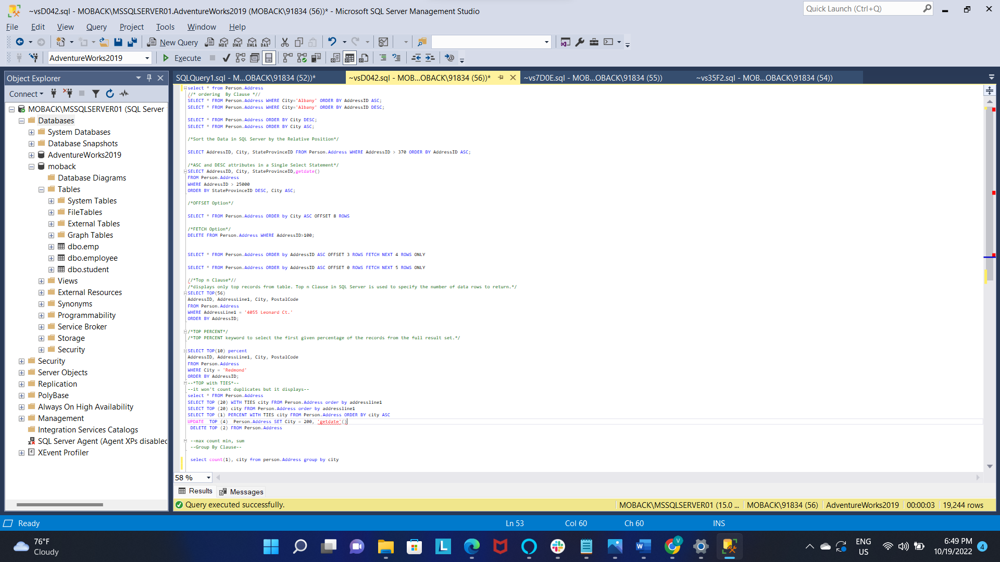 ~vsD042.sql - MOBACK\MSSQLSERVER01.AdventureWorks2019 (MOBACK\91834 (56))* - Microsoft SQL Server Management Studio
Quick Launch (Ctrl+Q)
File Edit View Query Project Tools Window Help
New Query MDX DMX XMLA DAX
AdventureWorks2019 Execute
Object Explorer
Connect
MOBACK\MSSQLSERVER01 (SQL Server
Databases
System Databases
Database Snapshots
AdventureWorks2019
moback
Database Diagrams
Tables
System Tables
FileTables
External Tables
Graph Tables
dbo.emp
dbo.employee
dbo.student
Views
External Resources
Synonyms
Programmability
Service Broker
Storage
Security
Security
Server Objects
Replication
PolyBase
Always On High Availability
Management
Integration Services Catalogs
SQL Server Agent (Agent XPs disabled
XEvent Profiler
SQLQuery1.sql - M...OBACK\91834 (52))* ~vsD042.sql - MOB...OBACK\91834 (56))* ~vs7D0E.sql - MOB...OBACK\91834 (55)) ~vs35F2.sql - MOB...OBACK\91834 (54))
select * from Person.Address
//* ordering By Clause *//
SELECT * FROM Person.Address WHERE City='Albany' ORDER BY AddressID ASC;
SELECT * FROM Person.Address WHERE City='Albany' ORDER BY AddressID DESC;
SELECT * FROM Person.Address ORDER BY City DESC;
SELECT * FROM Person.Address ORDER BY City ASC;
/*Sort the Data in SQL Server by the Relative Position*/
SELECT AddressID, City, StateProvinceID FROM Person.Address WHERE AddressID > 370 ORDER BY AddressID ASC;
/*ASC and DESC attributes in a Single Select Statement*/
SELECT AddressID, City, StateProvinceID,getdate()
FROM Person.Address
WHERE AddressID > 25000
ORDER BY StateProvinceID DESC, City ASC;
/*OFFSET Option*/
SELECT * FROM Person.Address ORDER by City ASC OFFSET 8 ROWS
/*FETCH Option*/
DELETE FROM Person.Address WHERE AddressID>100;
SELECT * FROM Person.Address ORDER by AddressID ASC OFFSET 3 ROWS FETCH NEXT 4 ROWS ONLY
SELECT * FROM Person.Address ORDER by AddressID ASC OFFSET 0 ROWS FETCH NEXT 5 ROWS ONLY
//*Top n Clause*//
/*displays only top records from table. Top n Clause in SQL Server is used to specify the number of data rows to return.*/
SELECT TOP(56)
AddressID, AddressLine1, City, PostalCode
FROM Person.Address
WHERE AddressLine1 = '4055 Leonard Ct.'
ORDER BY AddressID;
/*TOP PERCENT*/
/*TOP PERCENT keyword to select the first given percentage of the records from the full result set.*/
SELECT TOP(10) percent
AddressID, AddressLine1, City, PostalCode
FROM Person.Address
WHERE City = 'Redmond'
ORDER BY AddressID;
--*TOP with TIES*--
--it won't count duplicates but it displays--
select * FROM Person.Address
SELECT TOP (20) WITH TIES city FROM Person.Address order by addressline1
SELECT TOP (20) city FROM Person.Address order by addressline1
SELECT TOP (1) PERCENT WITH TIES city FROM Person.Address ORDER BY city ASC
UPDATE TOP (4) Person.Address SET City = 200, 'getdate'()
DELETE TOP (2) FROM Person.Address
--max count min, sum
--Group By Clause--
select count(1), city from person.Address group by city
58 %
Results Messages
Query executed successfully. MOBACK\MSSQLSERVER01 (15.0 ... MOBACK\91834 (56) AdventureWorks2019 00:00:03 19,244 rows
Ready Ln 53 Col 60 Ch 60 INS
76°F
Cloudy
ENG
US
6:49 PM
10/19/2022
4